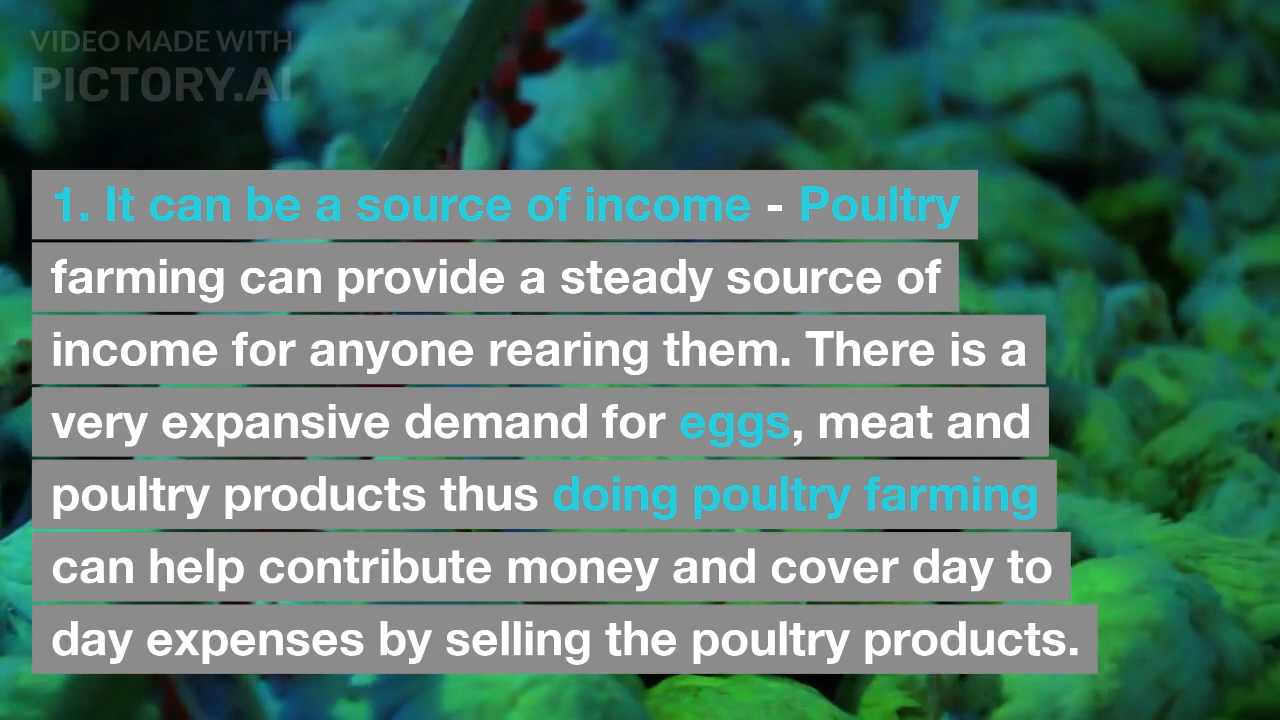 VIDEO MADE WITH
PICTORY.AI
1. It can be a source of income - Poultry
farming can provide a steady source of
income for anyone rearing them. There is a
very expansive demand for eggs, meat and
poultry products thus doing poultry farming
can help contribute money and cover day to
day expenses by selling the poultry products.